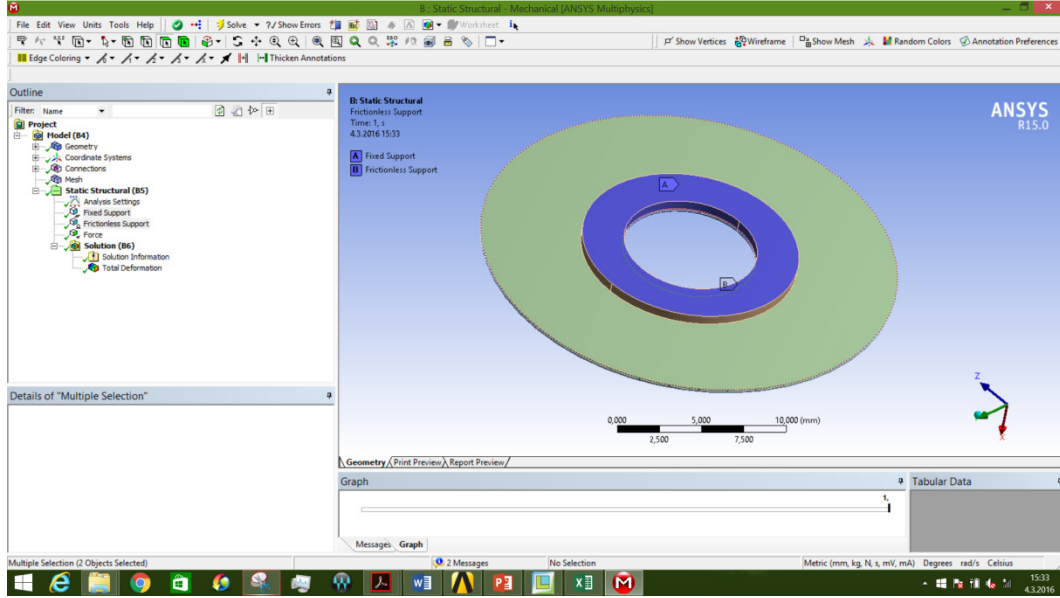 B : Static Structural - Mechanical [ANSYS Multiphysics]
File Edit View Units Tools Help Solve ?/ Show Errors Worksheet
Show Vertices Wireframe Show Mesh Random Colors Annotation Preferences
Edge Coloring Thicken Annotations
Outline
Filter: Name
Project
Model (B4)
Geometry
Coordinate Systems
Connections
Mesh
Static Structural (B5)
Analysis Settings
Fixed Support
Frictionless Support
Force
Solution (B6)
Solution Information
Total Deformation
Details of "Multiple Selection"
B: Static Structural
Frictionless Support
Time: 1, s
4.3.2016 15:33
A Fixed Support
B Frictionless Support
ANSYS
R15.0
A
B
Z
X
0,000 5,000 10,000 (mm)
2,500 7,500
Geometry Print Preview Report Preview
Graph
1,
Messages Graph
Tabular Data
Multiple Selection (2 Objects Selected) 2 Messages No Selection Metric (mm, kg, N, s, mV, mA) Degrees rad/s Celsius
15:33
4.3.2016